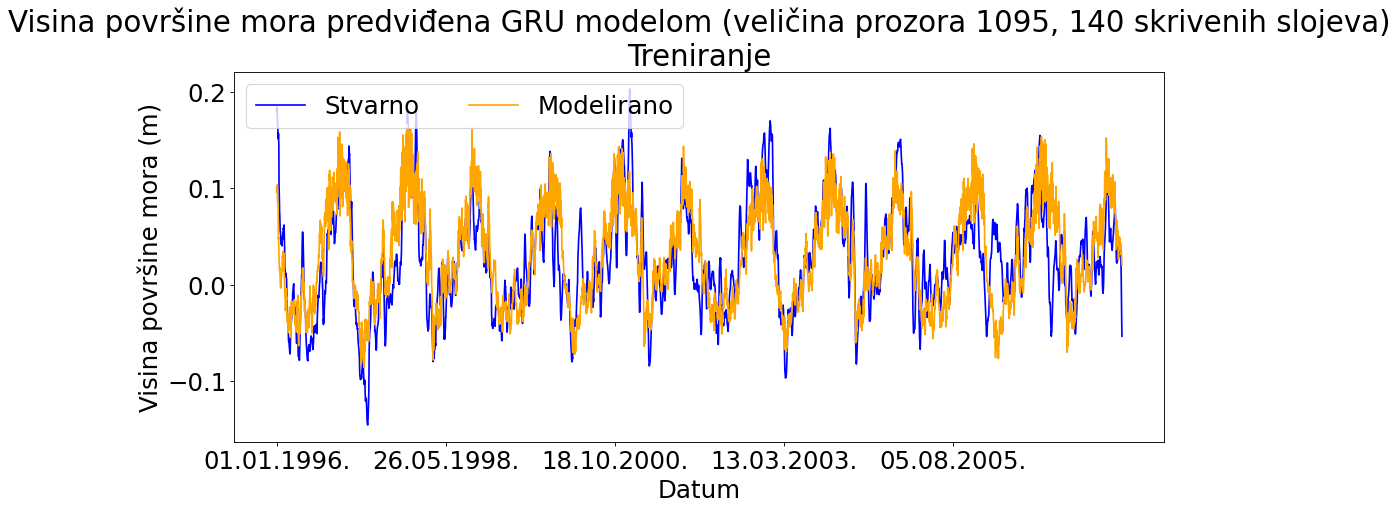 Visina površine mora predviđena GRU modelom (veličina prozora 1095, 140 skrivenih slojeva)
Treniranje
Stvarno Modelirano
Visina površine mora (m)
0.2
0.1
0.0
−0.1
01.01.1996. 26.05.1998. 18.10.2000. 13.03.2003. 05.08.2005.
Datum